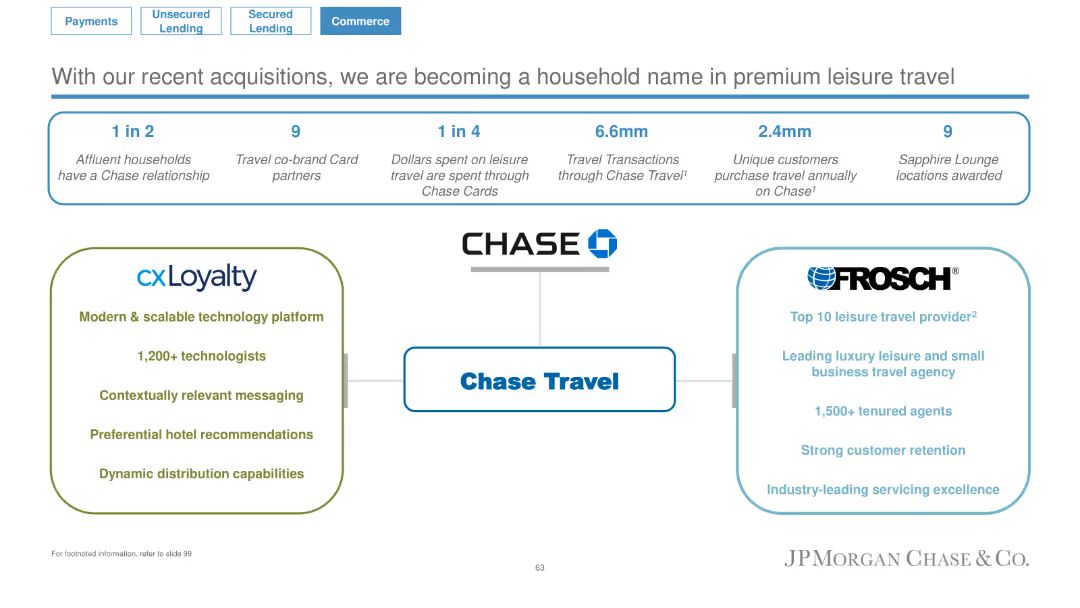 Payments
Unsecured
Lending
Secured
Lending
Commerce
With our recent acquisitions, we are becoming a household name in premium leisure travel
1 in 2
Affluent households
have a Chase relationship
9
Travel co-brand Card
partners
1 in 4
Dollars spent on leisure
travel are spent through
Chase Cards
6.6mm
Travel Transactions
through Chase Travel¹
2.4mm
Unique customers
purchase travel annually
on Chase¹
9
Sapphire Lounge
locations awarded
CHASE
cxLoyalty
Modern & scalable technology platform
1,200+ technologists
Contextually relevant messaging
Preferential hotel recommendations
Dynamic distribution capabilities
Chase Travel
FROSCH®
Top 10 leisure travel provider²
Leading luxury leisure and small
business travel agency
1,500+ tenured agents
Strong customer retention
Industry-leading servicing excellence
For footnoted information, refer to slide 99
63
JPMORGAN CHASE & CO.